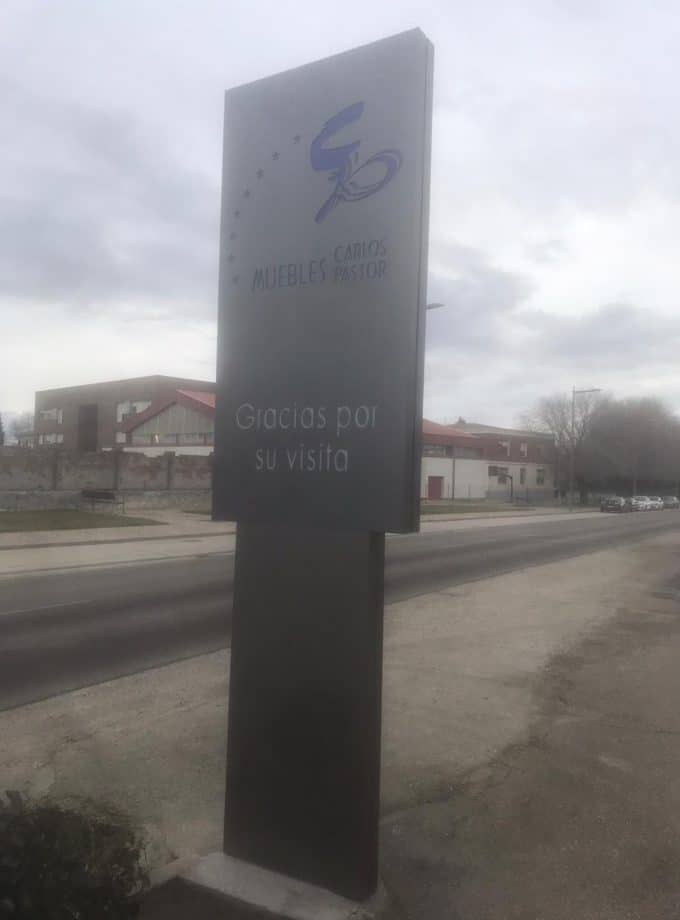 MUEBLES CARLOS
PASTOR
Gracias por
su visita